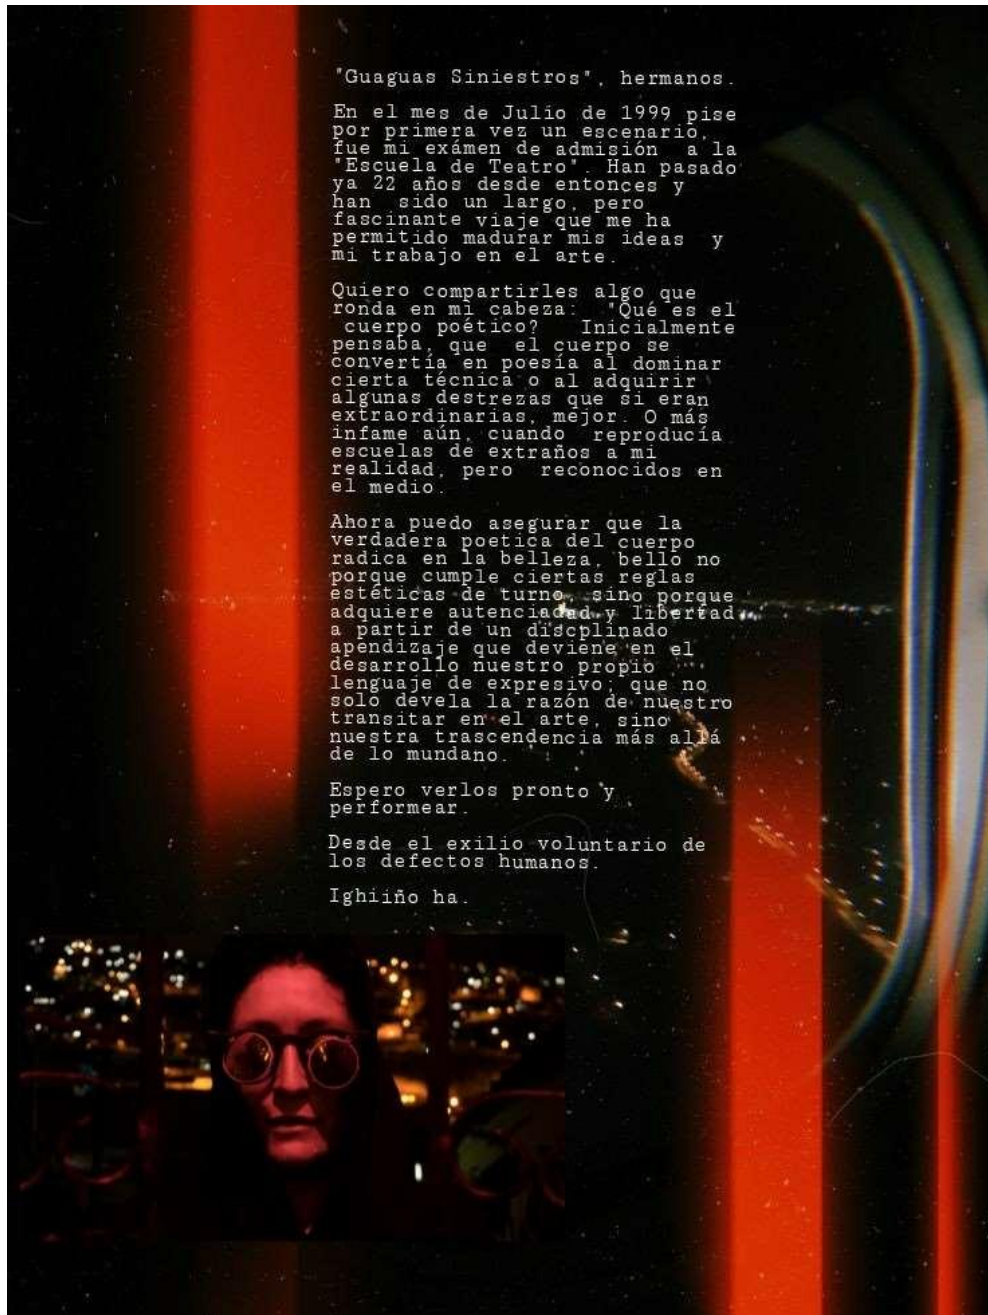 "Guaguas Siniestros", hermanos.
En el mes de Julio de 1999 pise
por primera vez un escenario,
fue mi exámen de admisión a la
"Escuela de Teatro". Han pasado
ya 22 años desde entonces y
han sido un largo, pero
fascinante viaje que me ha
permitido madurar mis ideas y
mi trabajo en el arte.
Quiero compartirles algo que
ronda en mi cabeza: "Qué es el
cuerpo poético? Inicialmente
pensaba, que el cuerpo se
convertía en poesía al dominar
cierta técnica o al adquirir
algunas destrezas que si eran
extraordinarias, mejor. O más
infame aún, cuando reproducía
escuelas de extraños a mi
realidad, pero reconocidos en
el medio.
Ahora puedo asegurar que la
verdadera poetica del cuerpo
radica en la belleza, bello no
porque cumple ciertas reglas
estéticas de turno, sino porque
adquiere autenciadad y libertad
a partir de un discplinado
apendizaje que deviene en el
desarrollo nuestro propio
lenguaje de expresivo; que no
solo devela la razón de nuestro
transitar en el arte, sino
nuestra trascendencia más allá
de lo mundano.
Espero verlos pronto y
performear.
Desde el exilio voluntario de
los defectos humanos.
Ighiiño ha.